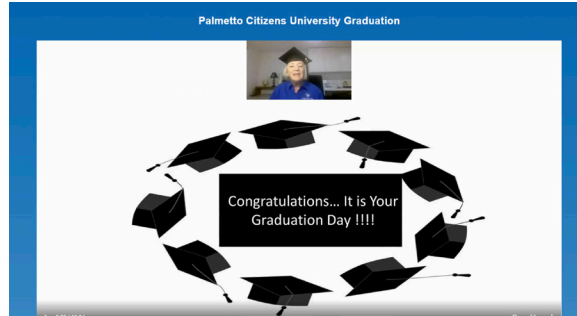 Palmetto Citizens University Graduation
Congratulations... It is Your
Graduation Day !!!!